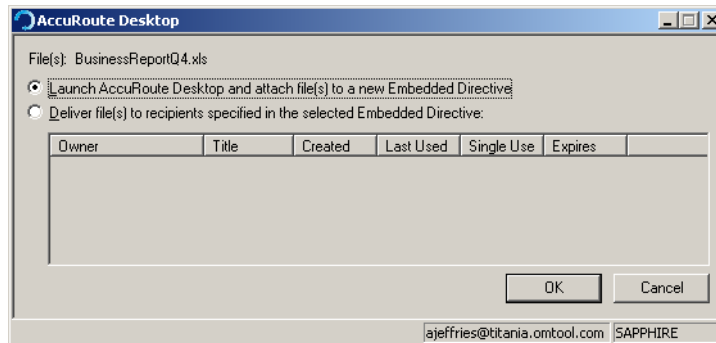 AccuRoute Desktop
File(s): BusinessReportQ4.xls
Launch AccuRoute Desktop and attach file(s) to a new Embedded Directive
Deliver file(s) to recipients specified in the selected Embedded Directive:
Owner Title Created Last Used Single Use Expires
OK Cancel
ajeffries@titania.omtool.com SAPPHIRE